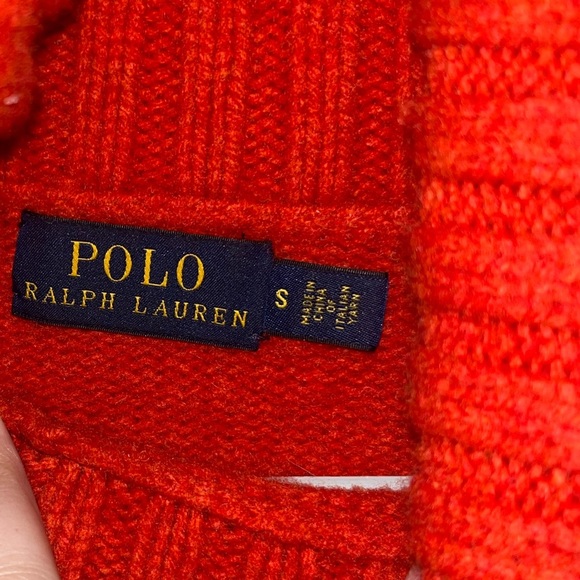 POLO
RALPH LAUREN
S
MADE IN
CHINA
OF
ITALIAN
YARN